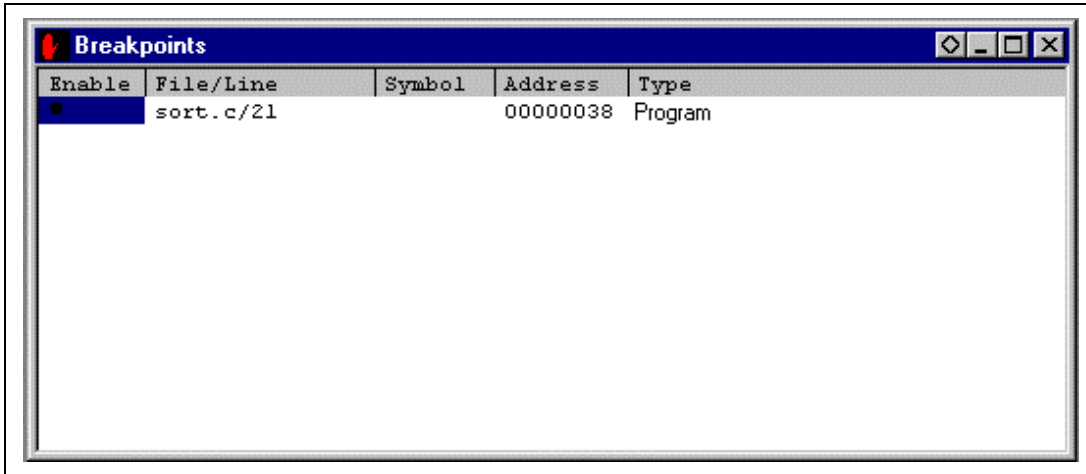 Breakpoints
Enable File/Line Symbol Address Type
sort.c/21 00000038 Program